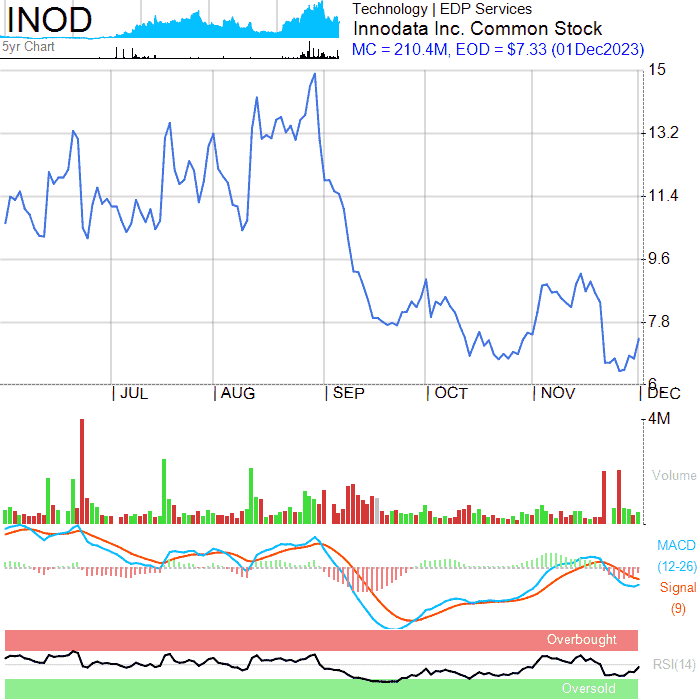 INOD
5yr Chart
Technology | EDP Services
Innodata Inc. Common Stock
MC = 210.4M, EOD = $7.33 (01Dec2023)
15
13.2
11.4
9.6
7.8
6
JUL AUG SEP OCT NOV DEC
4M
Volume
MACD
(12-26)
Signal
(9)
Overbought
RSI(14)
Oversold